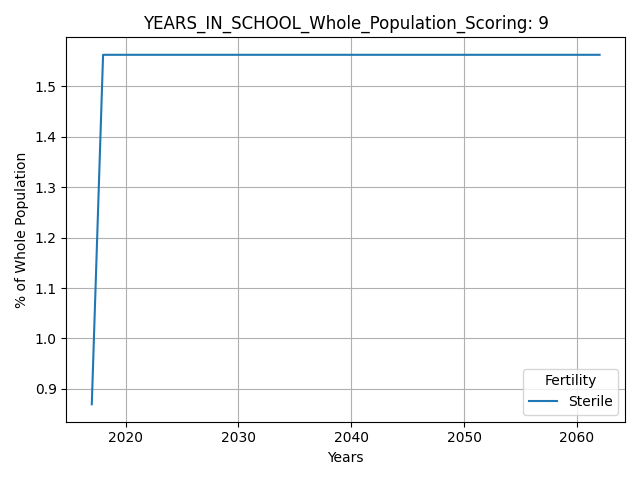 YEARS_IN_SCHOOL_Whole_Population_Scoring: 9
% of Whole Population
1.5
1.4
1.3
1.2
1.1
1.0
0.9
Fertility
Sterile
2020 2030 2040 2050 2060
Years